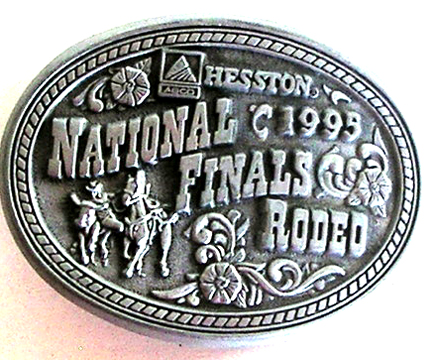 AGCO
HESSTON
NATIONAL
FINALS
RODEO
1995